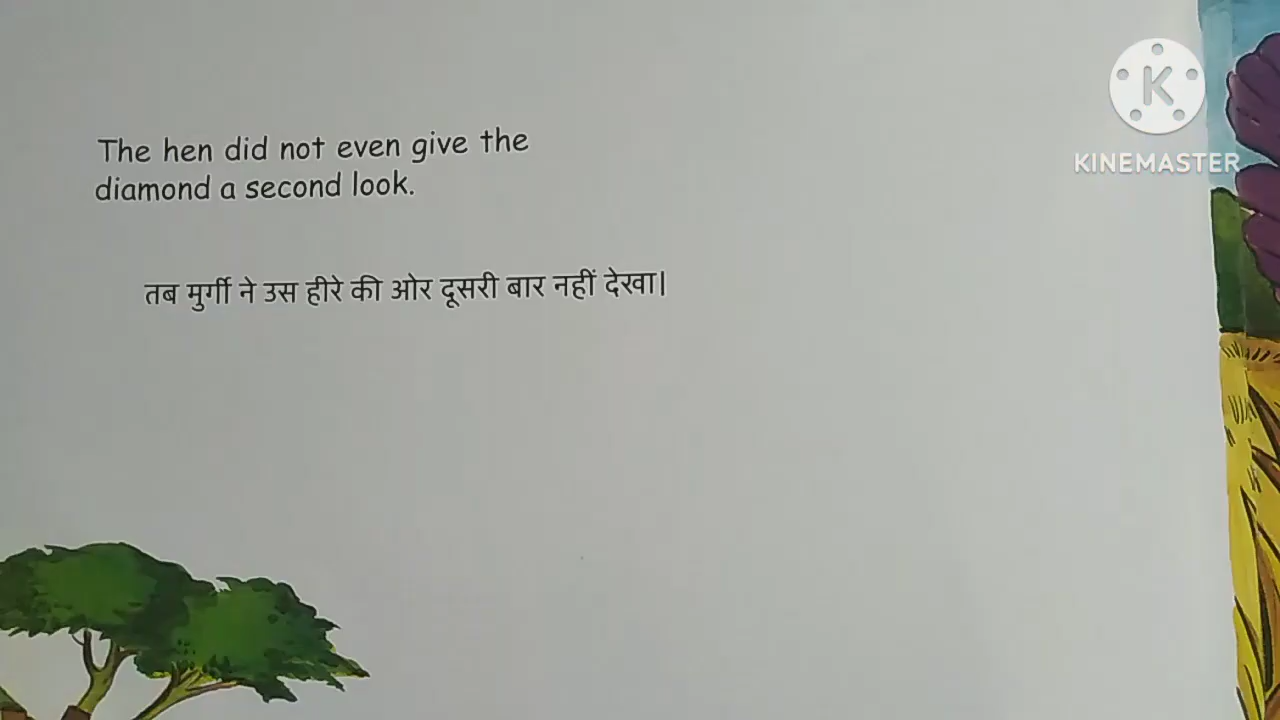 The hen did not even give the
diamond a second look.
तब मुर्गी ने उस हीरे की ओर दूसरी बार नहीं देखा।
K
KINEMASTER